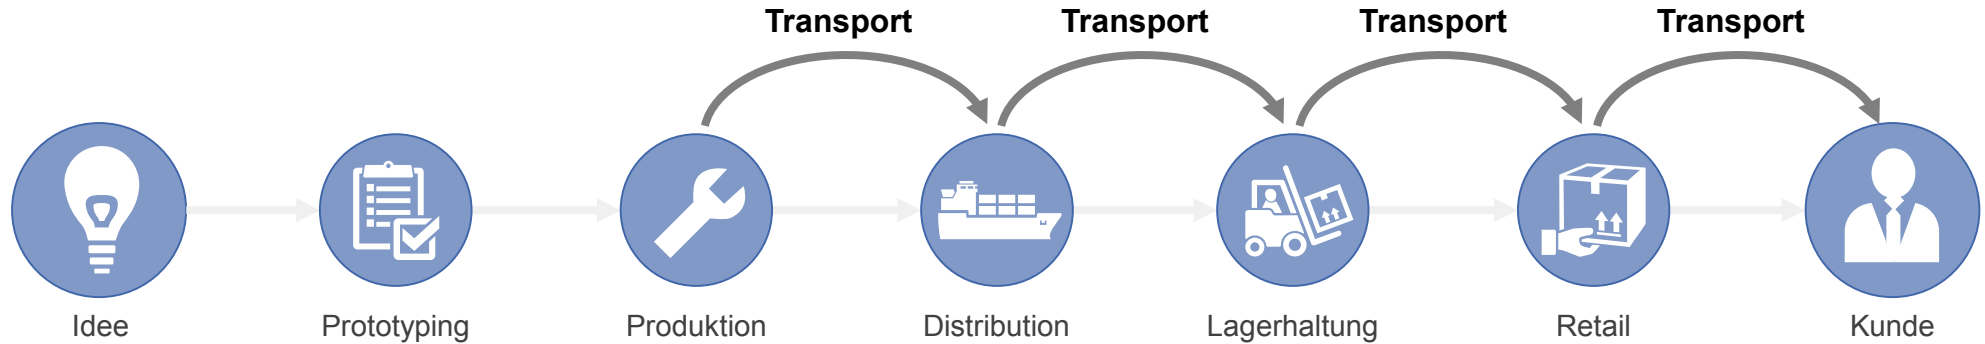 Transport Transport Transport Transport
Idee Prototyping Produktion Distribution Lagerhaltung Retail Kunde